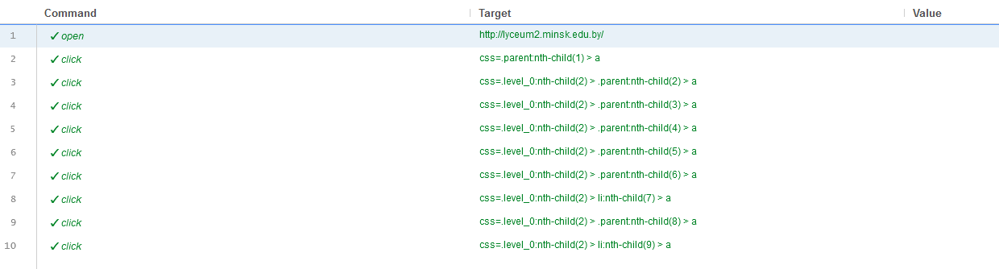 Command Target Value
1 ✓ open http://lyceum2.minsk.edu.by/
2 ✓ click css=.parent:nth-child(1) > a
3 ✓ click css=.level_0:nth-child(2) > .parent:nth-child(2) > a
4 ✓ click css=.level_0:nth-child(2) > .parent:nth-child(3) > a
5 ✓ click css=.level_0:nth-child(2) > .parent:nth-child(4) > a
6 ✓ click css=.level_0:nth-child(2) > .parent:nth-child(5) > a
7 ✓ click css=.level_0:nth-child(2) > .parent:nth-child(6) > a
8 ✓ click css=.level_0:nth-child(2) > li:nth-child(7) > a
9 ✓ click css=.level_0:nth-child(2) > .parent:nth-child(8) > a
10 ✓ click css=.level_0:nth-child(2) > li:nth-child(9) > a